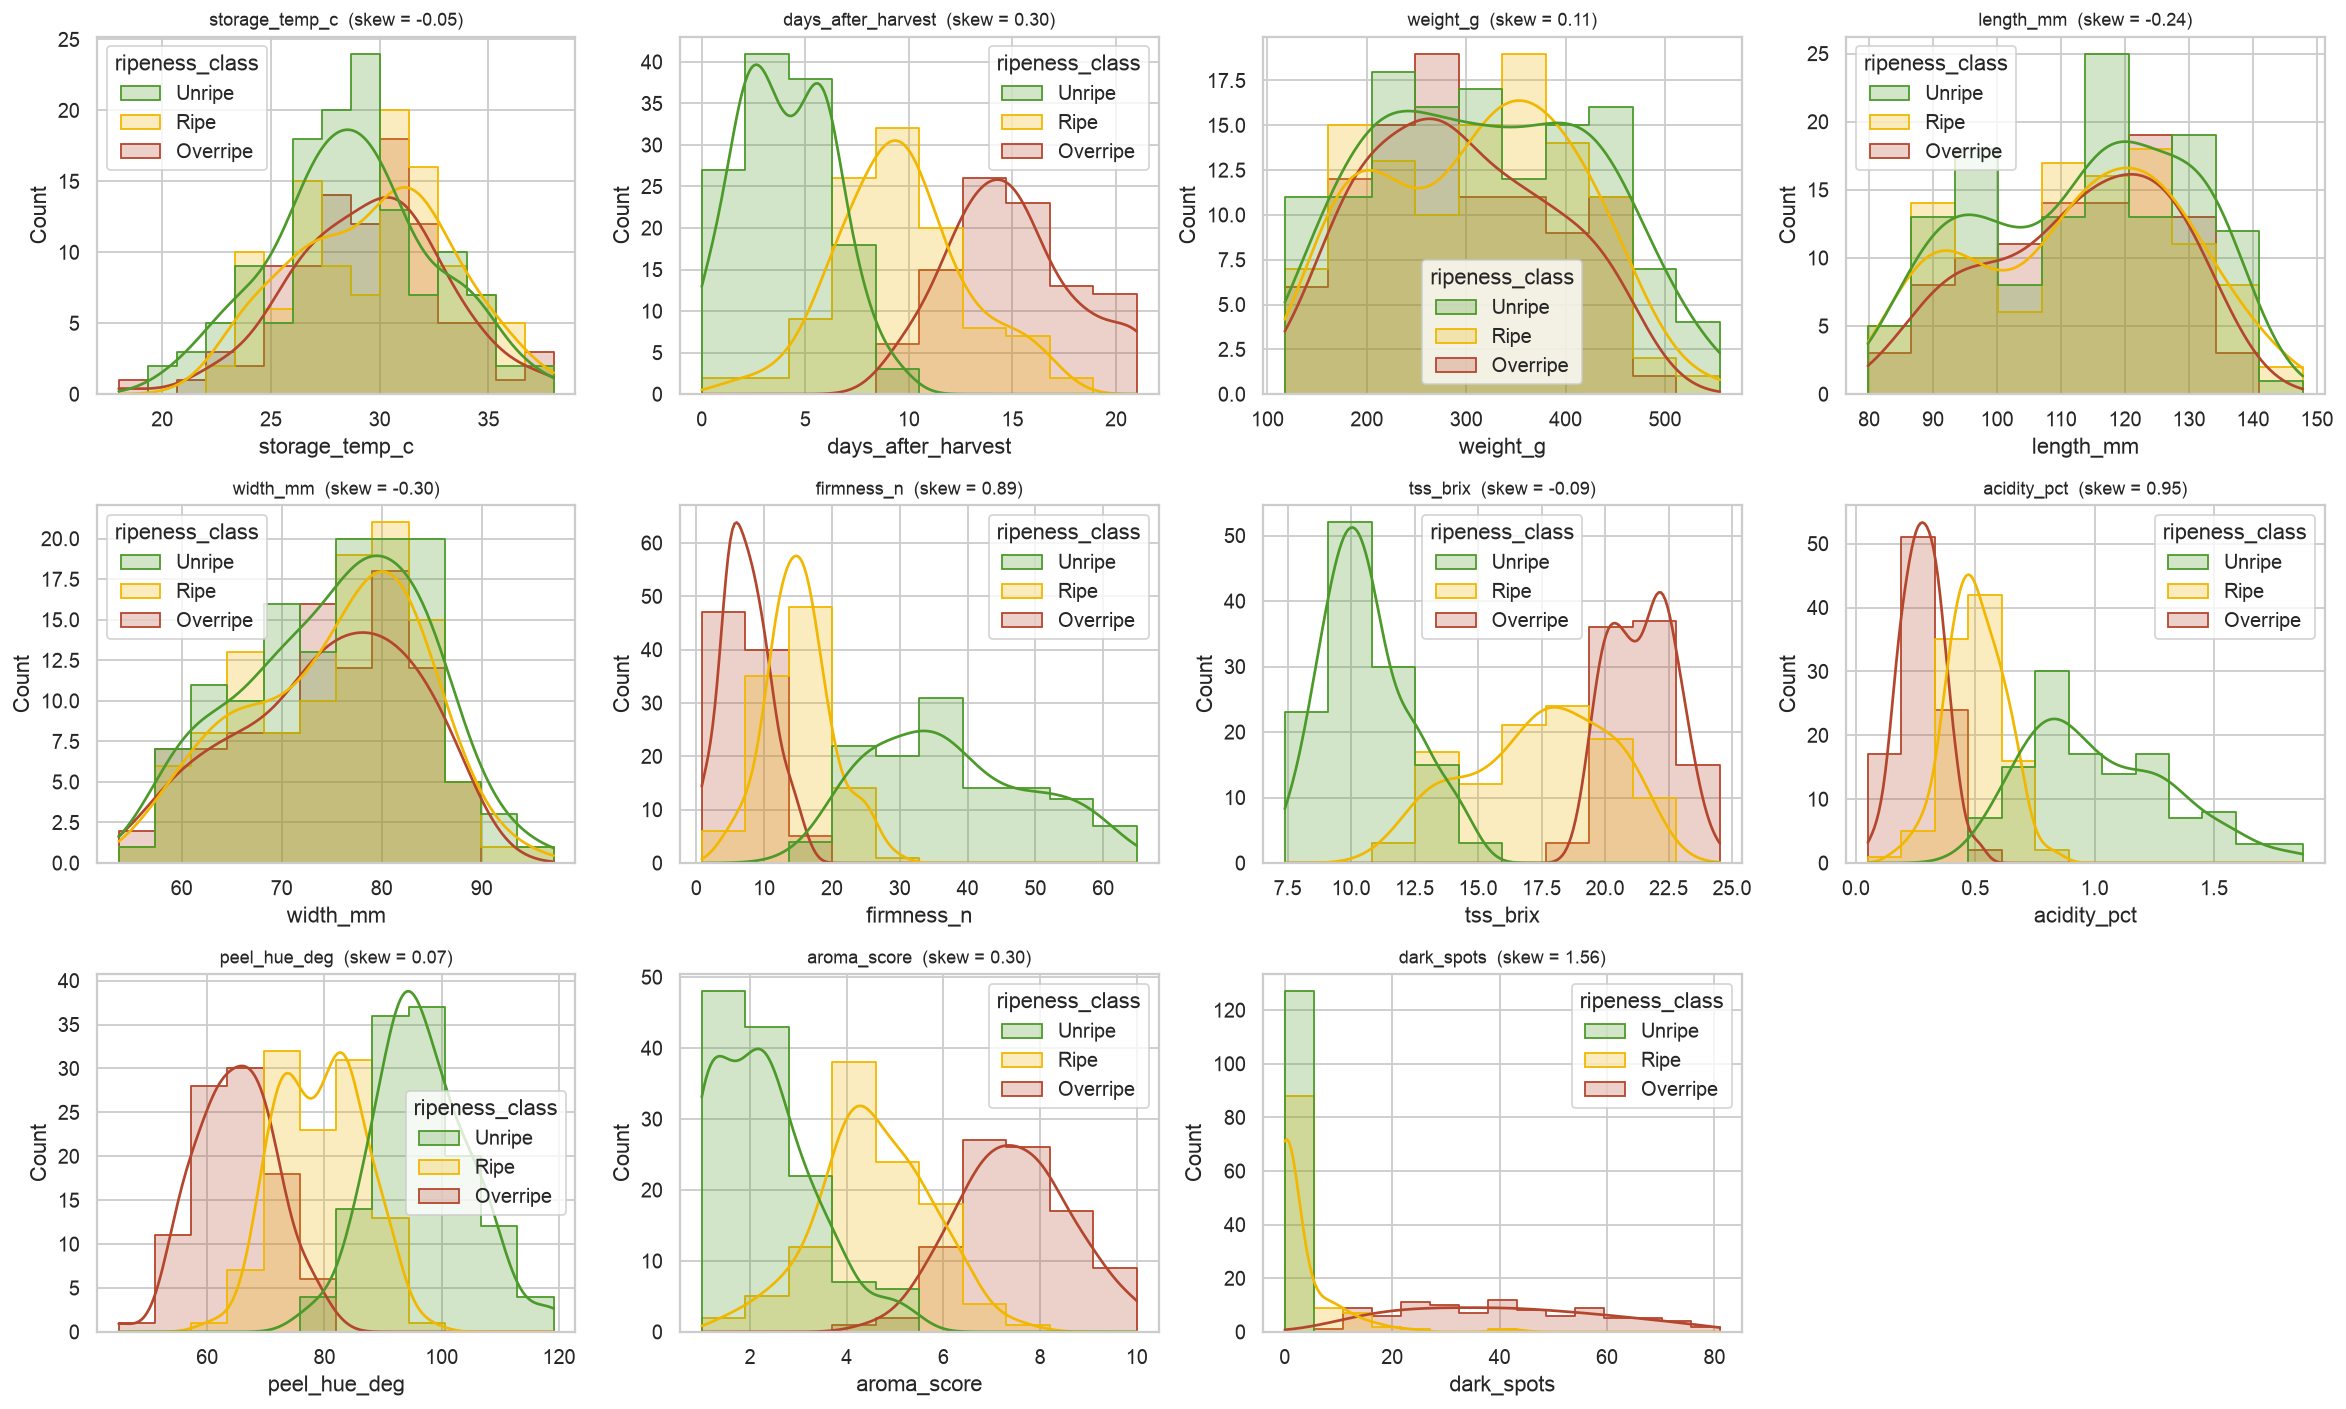 storage_temp_c (skew = -0.05)
25
20
15
10
5
0
Count
ripeness_class
Unripe
Ripe
Overripe
20 25 30 35
storage_temp_c
days_after_harvest (skew = 0.30)
40
35
30
25
20
15
10
5
0
Count
ripeness_class
Unripe
Ripe
Overripe
0 5 10 15 20
days_after_harvest
weight_g (skew = 0.11)
17.5
15.0
12.5
10.0
7.5
5.0
2.5
0.0
Count
ripeness_class
Unripe
Ripe
Overripe
100 200 300 400 500
weight_g
length_mm (skew = -0.24)
25
20
15
10
5
0
Count
ripeness_class
Unripe
Ripe
Overripe
80 90 100 110 120 130 140 150
length_mm
width_mm (skew = -0.30)
20.0
17.5
15.0
12.5
10.0
7.5
5.0
2.5
0.0
Count
ripeness_class
Unripe
Ripe
Overripe
60 70 80 90
width_mm
firmness_n (skew = 0.89)
60
50
40
30
20
10
0
Count
ripeness_class
Unripe
Ripe
Overripe
0 10 20 30 40 50 60
firmness_n
tss_brix (skew = -0.09)
50
40
30
20
10
0
Count
ripeness_class
Unripe
Ripe
Overripe
7.5 10.0 12.5 15.0 17.5 20.0 22.5 25.0
tss_brix
acidity_pct (skew = 0.95)
50
40
30
20
10
0
Count
ripeness_class
Unripe
Ripe
Overripe
0.0 0.5 1.0 1.5
acidity_pct
peel_hue_deg (skew = 0.07)
40
35
30
25
20
15
10
5
0
Count
ripeness_class
Unripe
Ripe
Overripe
60 80 100 120
peel_hue_deg
aroma_score (skew = 0.30)
50
40
30
20
10
0
Count
ripeness_class
Unripe
Ripe
Overripe
2 4 6 8 10
aroma_score
dark_spots (skew = 1.56)
120
100
80
60
40
20
0
Count
ripeness_class
Unripe
Ripe
Overripe
0 20 40 60 80
dark_spots